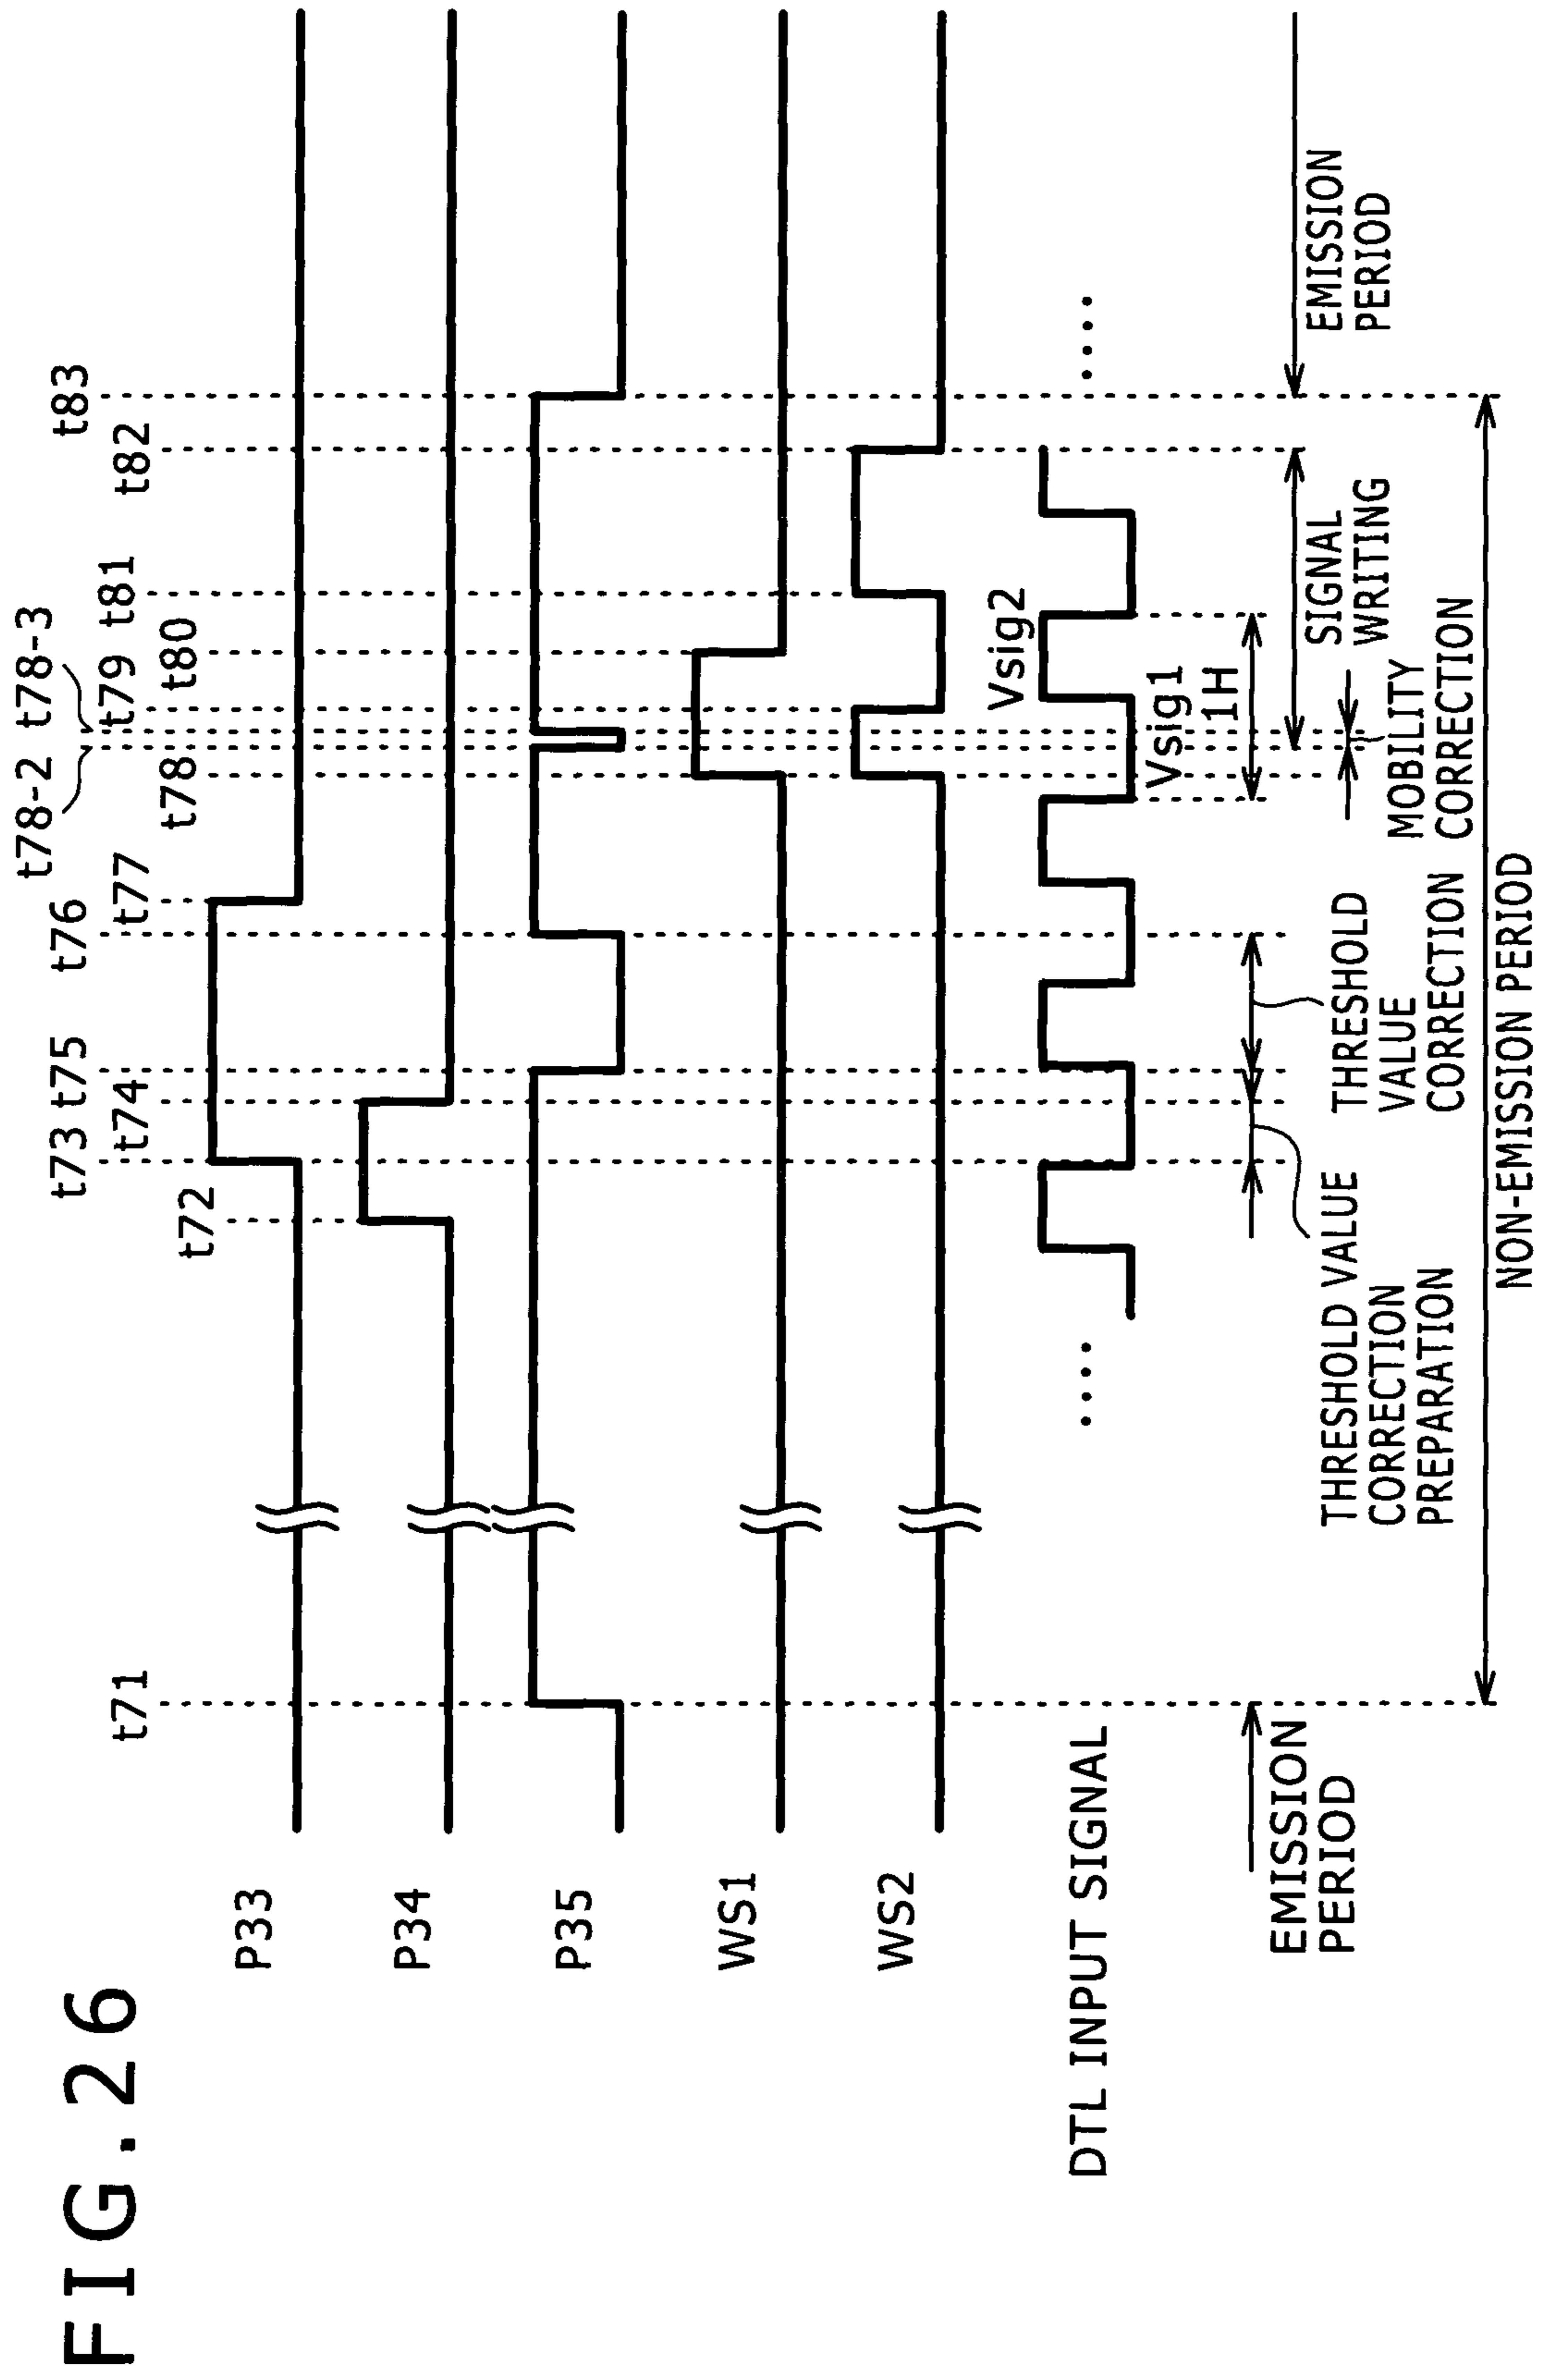 FIG.26
t71
t72
t73
t74
t75
t76
t77
t78
t78-2
t78-3
t79
t80
t81
t82
t83
P33
P34
P35
WS1
WS2
DTL INPUT SIGNAL
Vsig2
Vsig1
1H
EMISSION
PERIOD
THRESHOLD VALUE
CORRECTION
PREPARATION
THRESHOLD
VALUE
CORRECTION
MOBILITY
CORRECTION
SIGNAL
WRITING
EMISSION
PERIOD
NON-EMISSION PERIOD